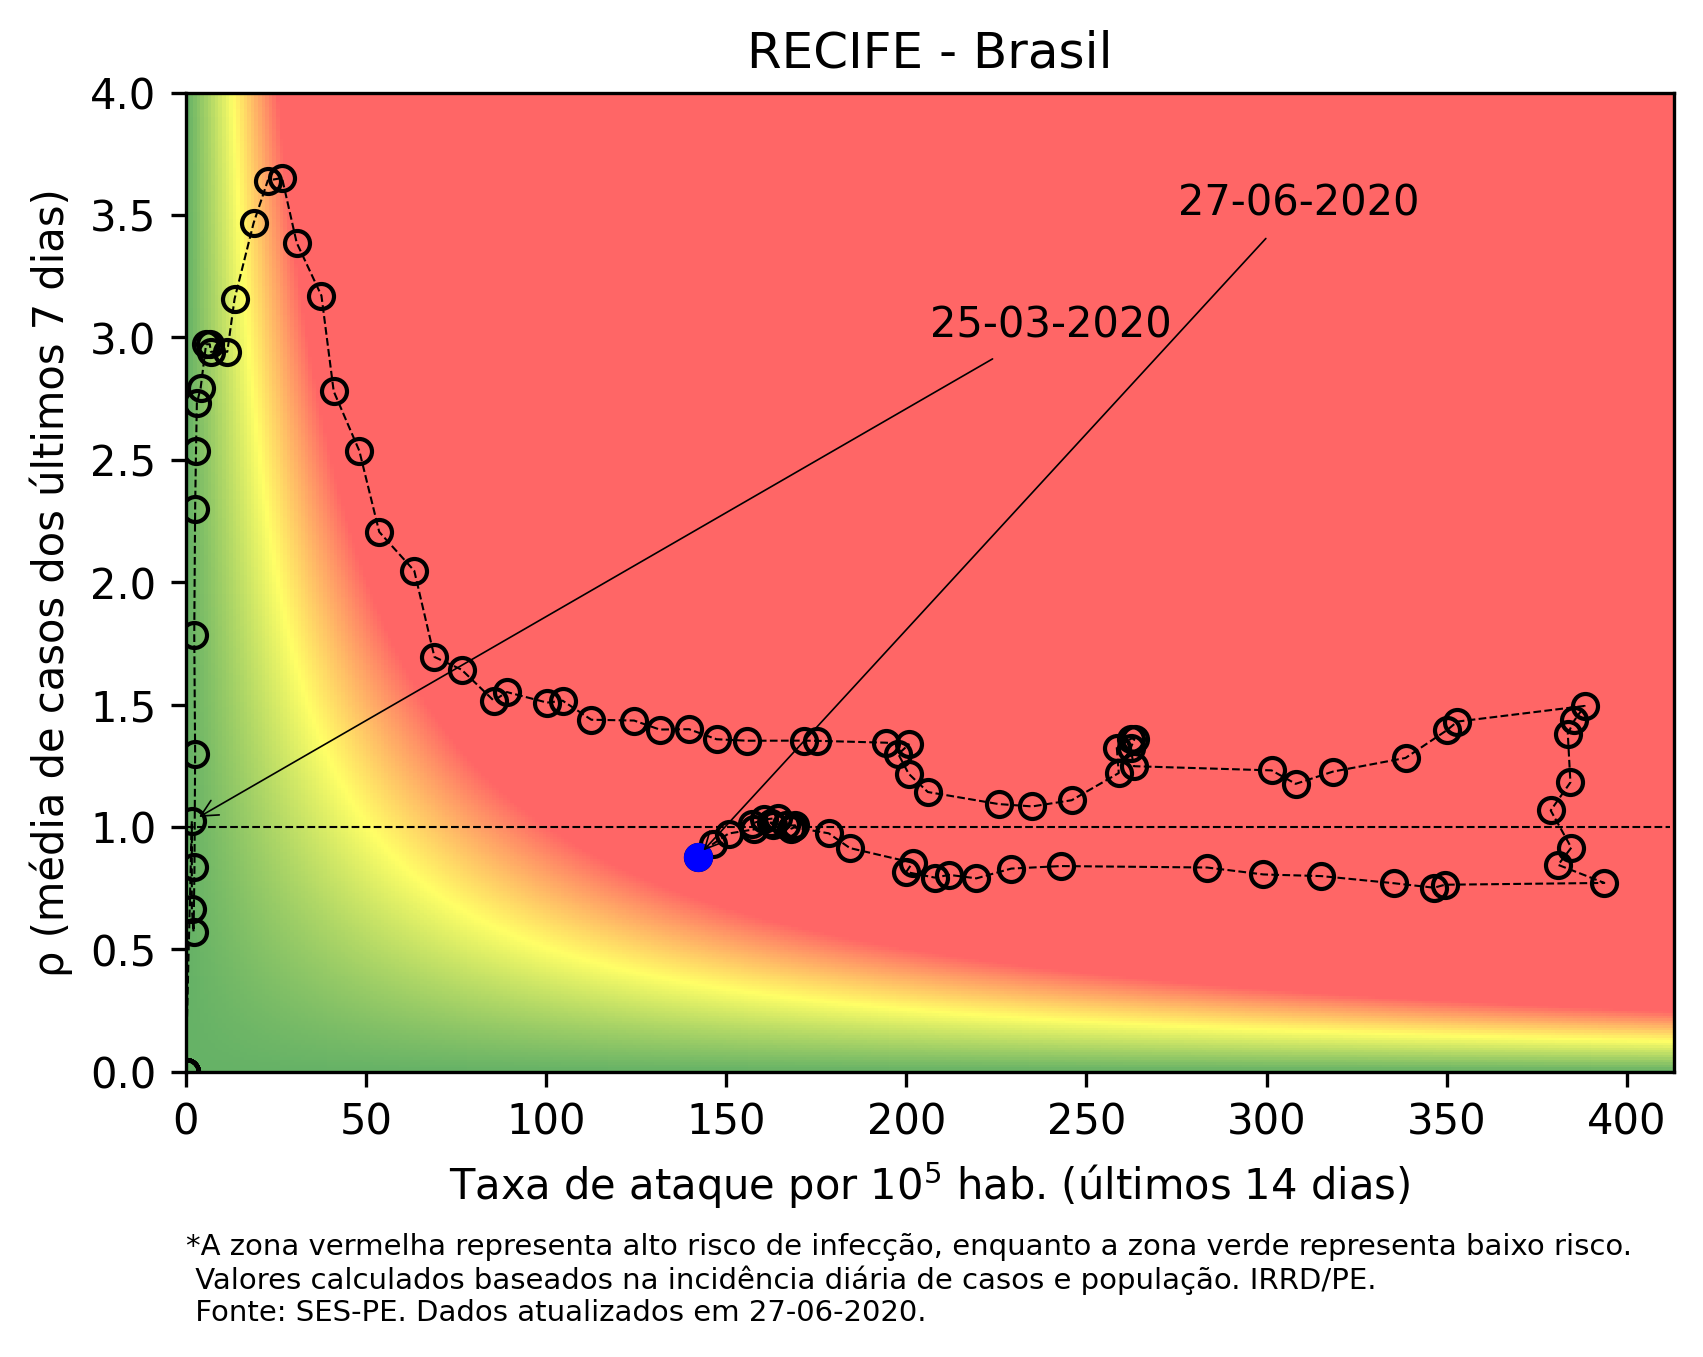 RECIFE - Brasil
4.0
3.5
3.0
2.5
2.0
1.5
1.0
0.5
0.0
ρ (média de casos dos últimos 7 dias)
27-06-2020
25-03-2020
0 50 100 150 200 250 300 350 400
Taxa de ataque por 10⁵ hab. (últimos 14 dias)
*A zona vermelha representa alto risco de infecção, enquanto a zona verde representa baixo risco.
Valores calculados baseados na incidência diária de casos e população. IRRD/PE.
Fonte: SES-PE. Dados atualizados em 27-06-2020.